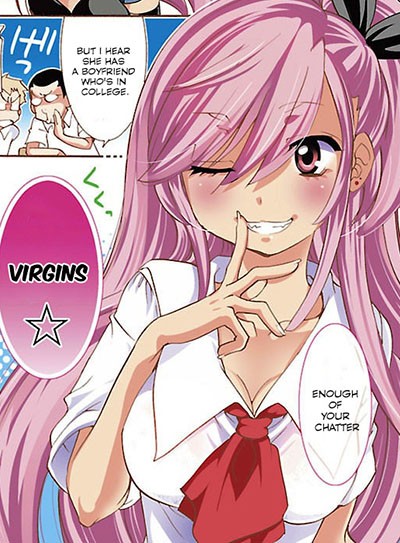 BUT I HEAR
SHE HAS
A BOYFRIEND
WHO'S IN
COLLEGE.
VIRGINS
☆
ENOUGH
OF
YOUR
CHATTER